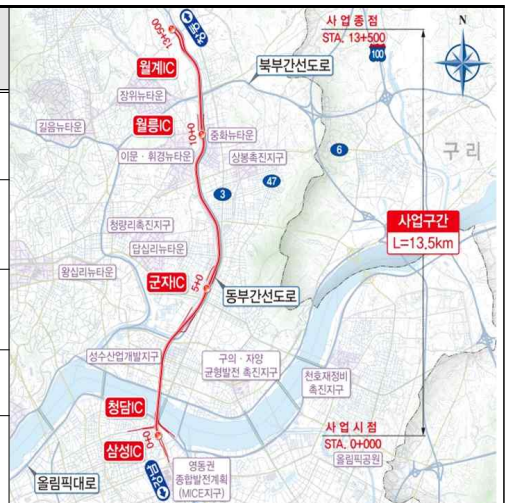 사 업 종 점
STA. 13+500
N
100
13+500
월계IC
북부간선도로
장위뉴타운
길음뉴타운
월릉IC
10+0
중화뉴타운
이문 · 휘경뉴타운
상봉촉진지구
6
구 리
47
3
사업구간
L=13.5km
청량리촉진지구
답십리뉴타운
왕십리뉴타운
군자IC
5+0
동부간선도로
성수산업개발지구
구의 · 자양
균형발전 촉진지구
천호재정비
촉진지구
청담IC
0+0
사 업 시 점
STA. 0+000
삼성IC
영동권
종합발전계획
(MICE지구)
올림픽공원
올림픽대로